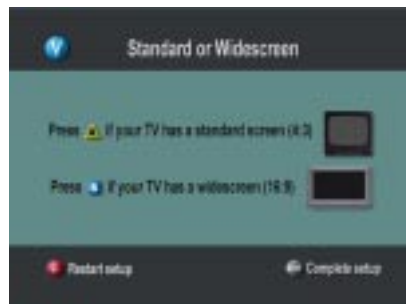 V
Standard or Widescreen
Press A if your TV has a standard screen (4:3)
Press if your TV has a widescreen (16:9)
Restart setup
Complete setup